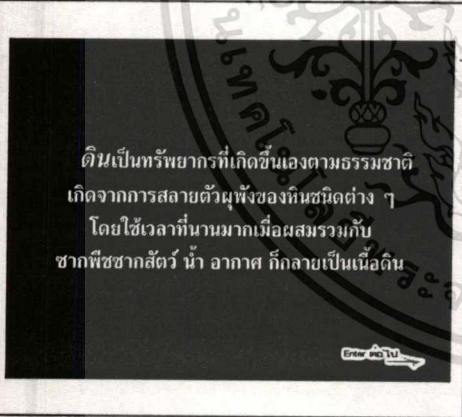 ดินเป็นทรัพยากรที่เกิดขึ้นเองตามธรรมชาติ
เกิดจากการสลายตัวผุพังของหินชนิดต่าง ๆ
โดยใช้เวลาที่นานมากเมื่อผสมรวมกับ
ซากพืชซากสัตว์ น้ำ อากาศ ก็กลายเป็นเนื้อดิน
Enter ต่อไป